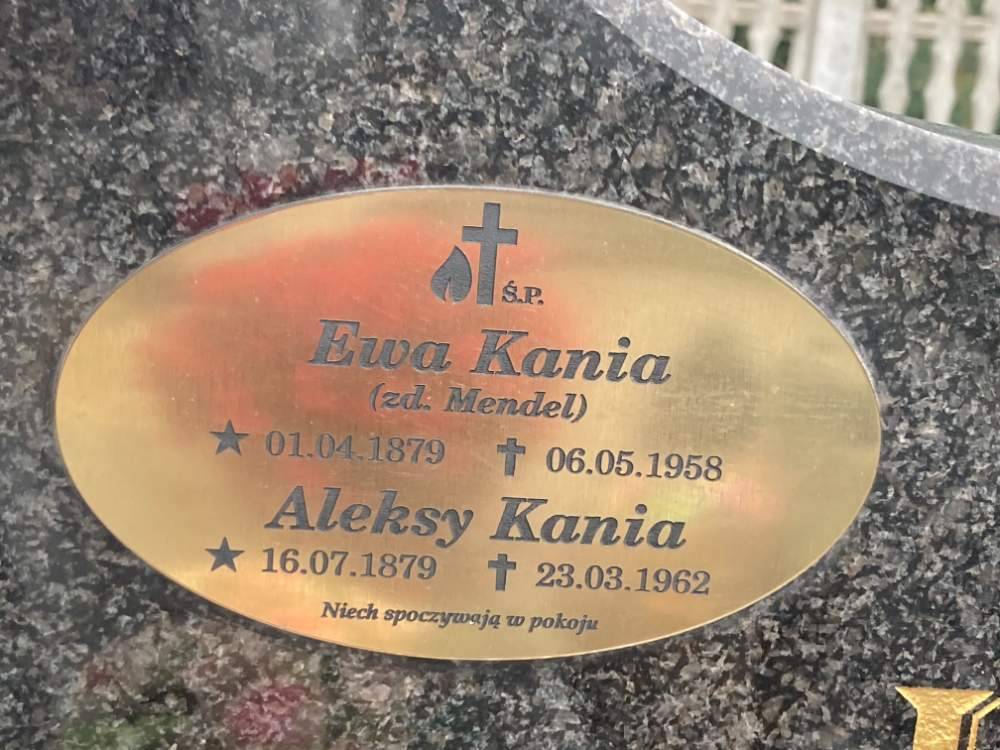 Ś.P.
Ewa Kania
(zd. Mendel)
★ 01.04.1879 ✝ 06.05.1958
Aleksy Kania
★ 16.07.1879 ✝ 23.03.1962
Niech spoczywają w pokoju